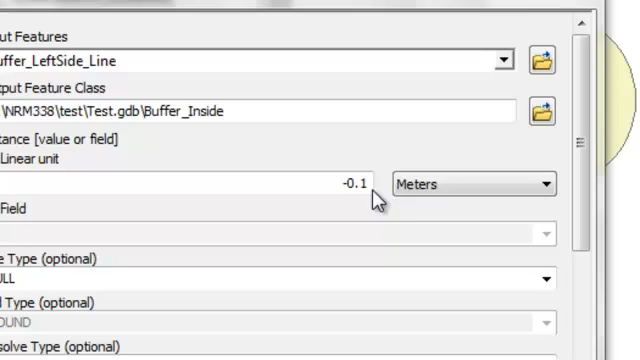 ut Features
uffer_LeftSide_Line
tput Feature Class
\NRM338\test\Test.gdb\Buffer_Inside
tance [value or field]
Linear unit
-0.1 Meters
Field
e Type (optional)
ULL
d Type (optional)
OUND
solve Type (optional)